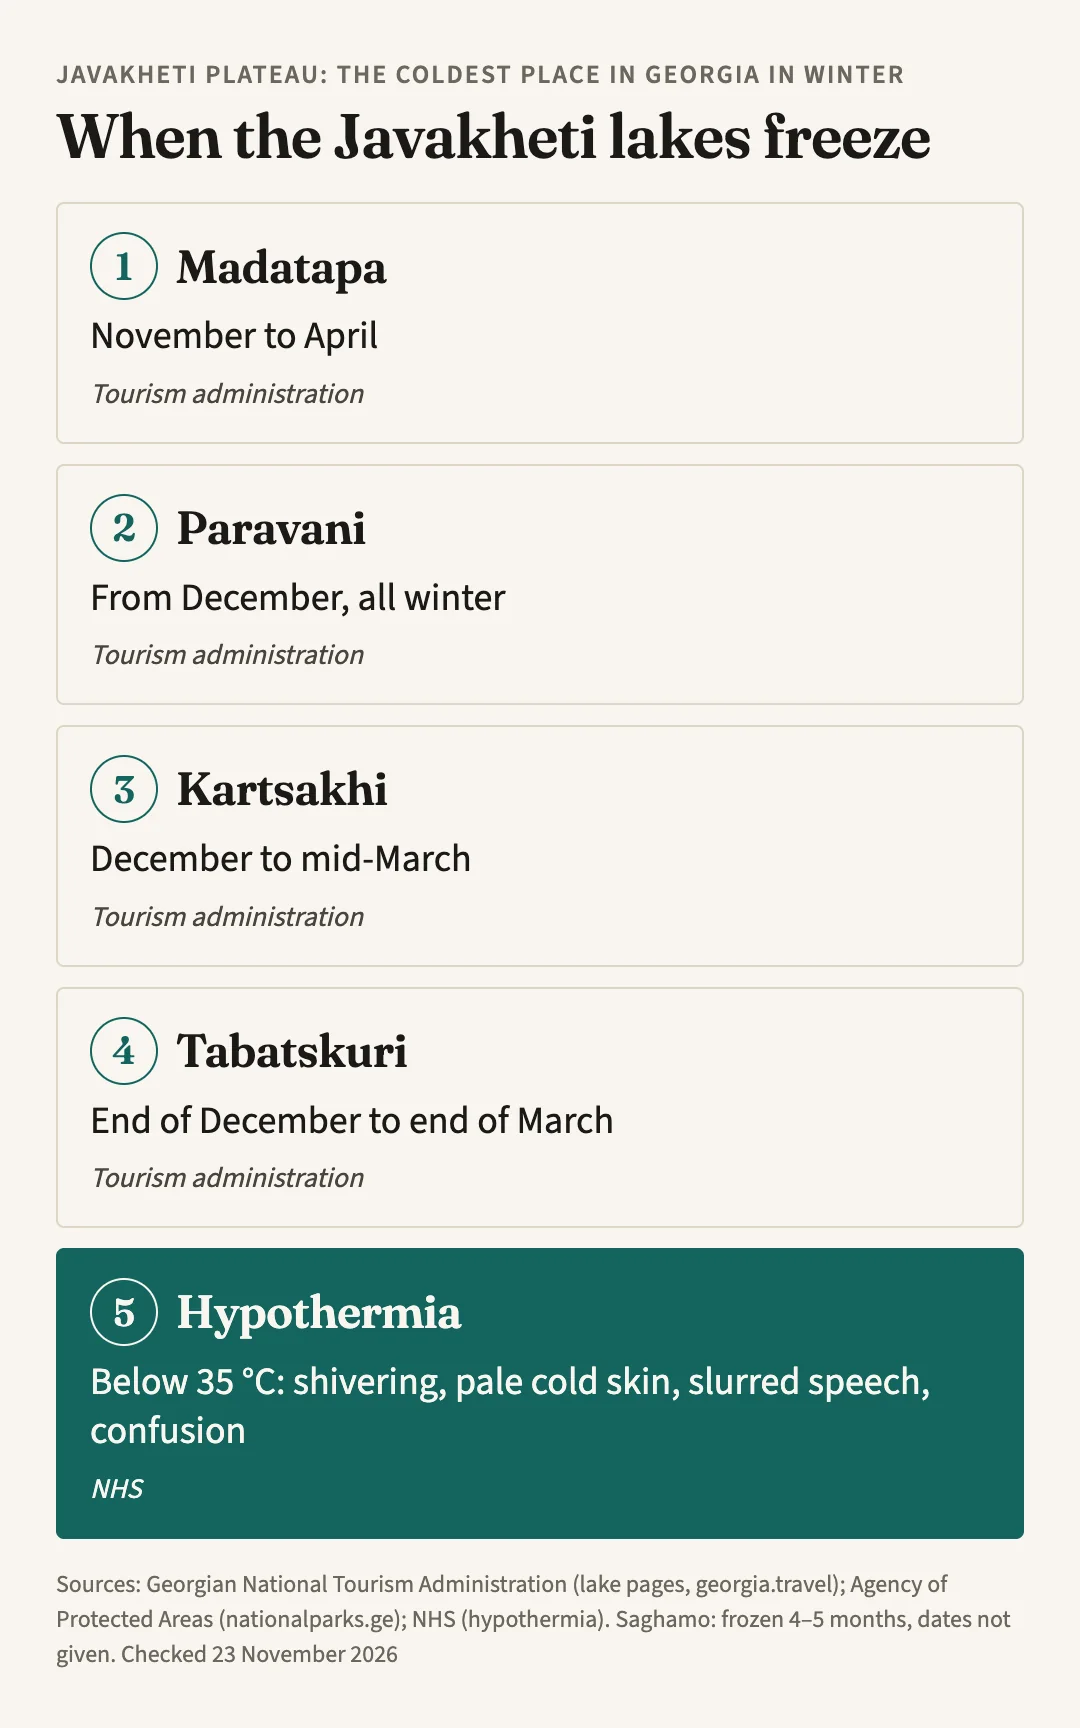 JAVAKHETI PLATEAU: THE COLDEST PLACE IN GEORGIA IN WINTER
When the Javakheti lakes freeze
1 Madatapa
November to April
Tourism administration
2 Paravani
From December, all winter
Tourism administration
3 Kartsakhi
December to mid-March
Tourism administration
4 Tabatskuri
End of December to end of March
Tourism administration
5 Hypothermia
Below 35 °C: shivering, pale cold skin, slurred speech,
confusion
NHS
Sources: Georgian National Tourism Administration (lake pages, georgia.travel); Agency of
Protected Areas (nationalparks.ge); NHS (hypothermia). Saghamo: frozen 4–5 months, dates not
given. Checked 23 November 2026